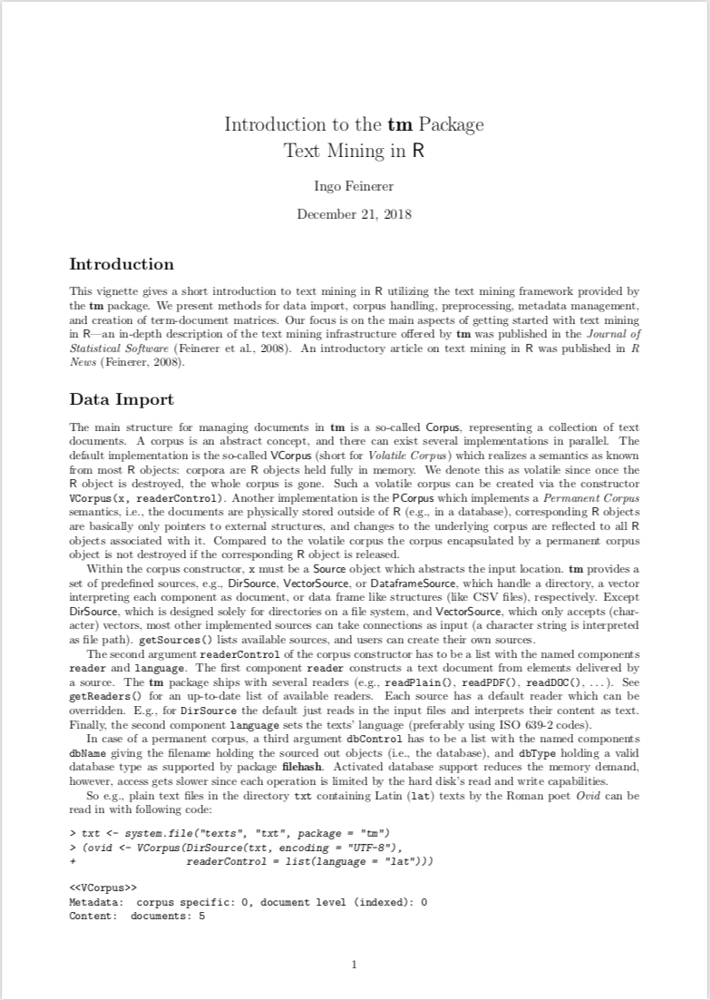 Introduction to the tm Package
Text Mining in R
Ingo Feinerer
December 21, 2018
Introduction
This vignette gives a short introduction to text mining in R utilizing the text mining framework provided by
the tm package. We present methods for data import, corpus handling, preprocessing, metadata management,
and creation of term-document matrices. Our focus is on the main aspects of getting started with text mining
in R—an in-depth description of the text mining infrastructure offered by tm was published in the Journal of
Statistical Software (Feinerer et al., 2008). An introductory article on text mining in R was published in R
News (Feinerer, 2008).
Data Import
The main structure for managing documents in tm is a so-called Corpus, representing a collection of text
documents. A corpus is an abstract concept, and there can exist several implementations in parallel. The
default implementation is the so-called VCorpus (short for Volatile Corpus) which realizes a semantics as known
from most R objects: corpora are R objects held fully in memory. We denote this as volatile since once the
R object is destroyed, the whole corpus is gone. Such a volatile corpus can be created via the constructor
VCorpus(x, readerControl). Another implementation is the PCorpus which implements a Permanent Corpus
semantics, i.e., the documents are physically stored outside of R (e.g., in a database), corresponding R objects
are basically only pointers to external structures, and changes to the underlying corpus are reflected to all R
objects associated with it. Compared to the volatile corpus the corpus encapsulated by a permanent corpus
object is not destroyed if the corresponding R object is released.
Within the corpus constructor, x must be a Source object which abstracts the input location. tm provides a
set of predefined sources, e.g., DirSource, VectorSource, or DataframeSource, which handle a directory, a vector
interpreting each component as document, or data frame like structures (like CSV files), respectively. Except
DirSource, which is designed solely for directories on a file system, and VectorSource, which only accepts (char-
acter) vectors, most other implemented sources can take connections as input (a character string is interpreted
as file path). getSources() lists available sources, and users can create their own sources.
The second argument readerControl of the corpus constructor has to be a list with the named components
reader and language. The first component reader constructs a text document from elements delivered by
a source. The tm package ships with several readers (e.g., readPlain(), readPDF(), readDOC(), ...). See
getReaders() for an up-to-date list of available readers. Each source has a default reader which can be
overridden. E.g., for DirSource the default just reads in the input files and interprets their content as text.
Finally, the second component language sets the texts' language (preferably using ISO 639-2 codes).
In case of a permanent corpus, a third argument dbControl has to be a list with the named components
dbName giving the filename holding the sourced out objects (i.e., the database), and dbType holding a valid
database type as supported by package filehash. Activated database support reduces the memory demand,
however, access gets slower since each operation is limited by the hard disk's read and write capabilities.
So e.g., plain text files in the directory txt containing Latin (lat) texts by the Roman poet Ovid can be
read in with following code:
> txt <- system.file("texts", "txt", package = "tm")
> (ovid <- VCorpus(DirSource(txt, encoding = "UTF-8"),
+                  readerControl = list(language = "lat")))
<<VCorpus>>
Metadata:  corpus specific: 0, document level (indexed): 0
Content:  documents: 5
1